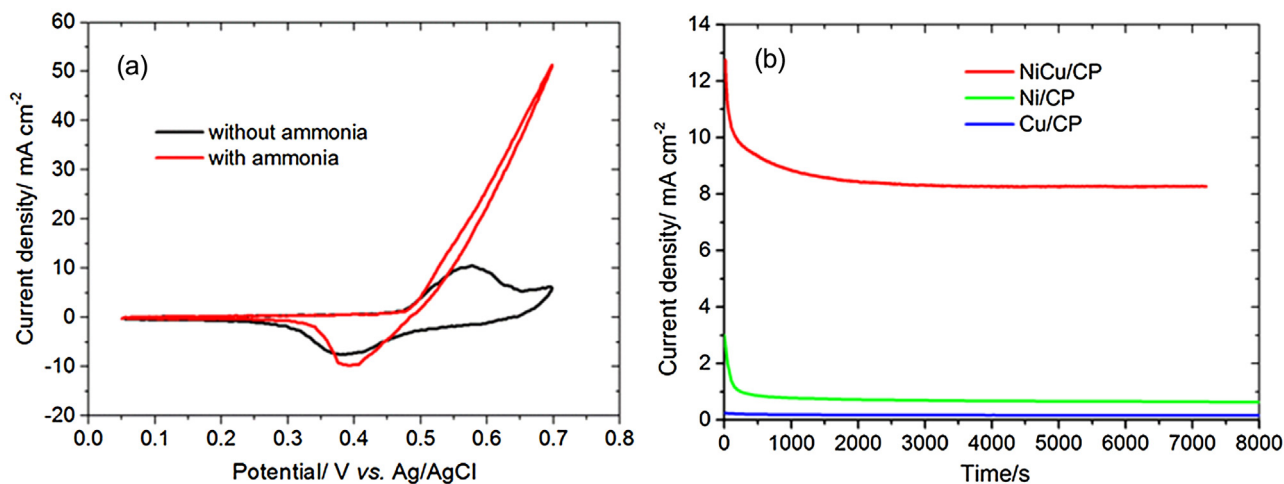 (a)
without ammonia
with ammonia
Current density/ mA cm⁻²
60
50
40
30
20
10
0
-10
-20
0.0 0.1 0.2 0.3 0.4 0.5 0.6 0.7 0.8
Potential/ V vs. Ag/AgCl
(b)
NiCu/CP
Ni/CP
Cu/CP
Current density/ mA cm⁻²
14
12
10
8
6
4
2
0
0 1000 2000 3000 4000 5000 6000 7000 8000
Time/s